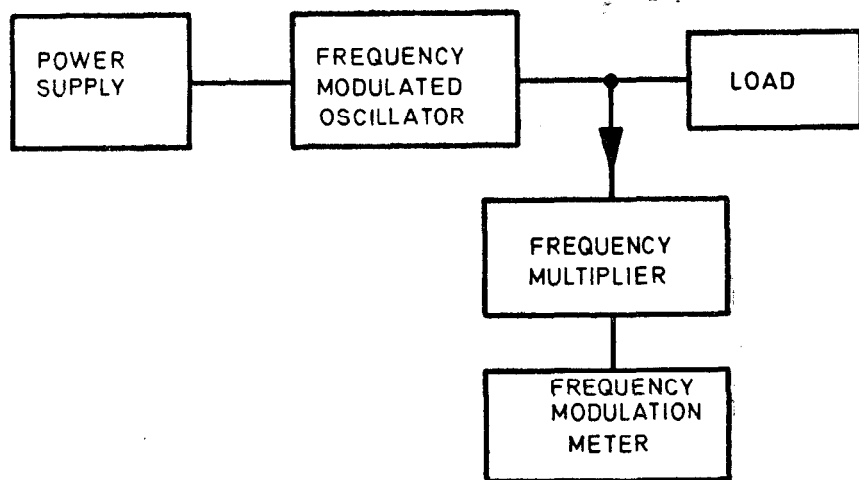 POWER
SUPPLY
FREQUENCY
MODULATED
OSCILLATOR
LOAD
FREQUENCY
MULTIPLIER
FREQUENCY
MODULATION
METER